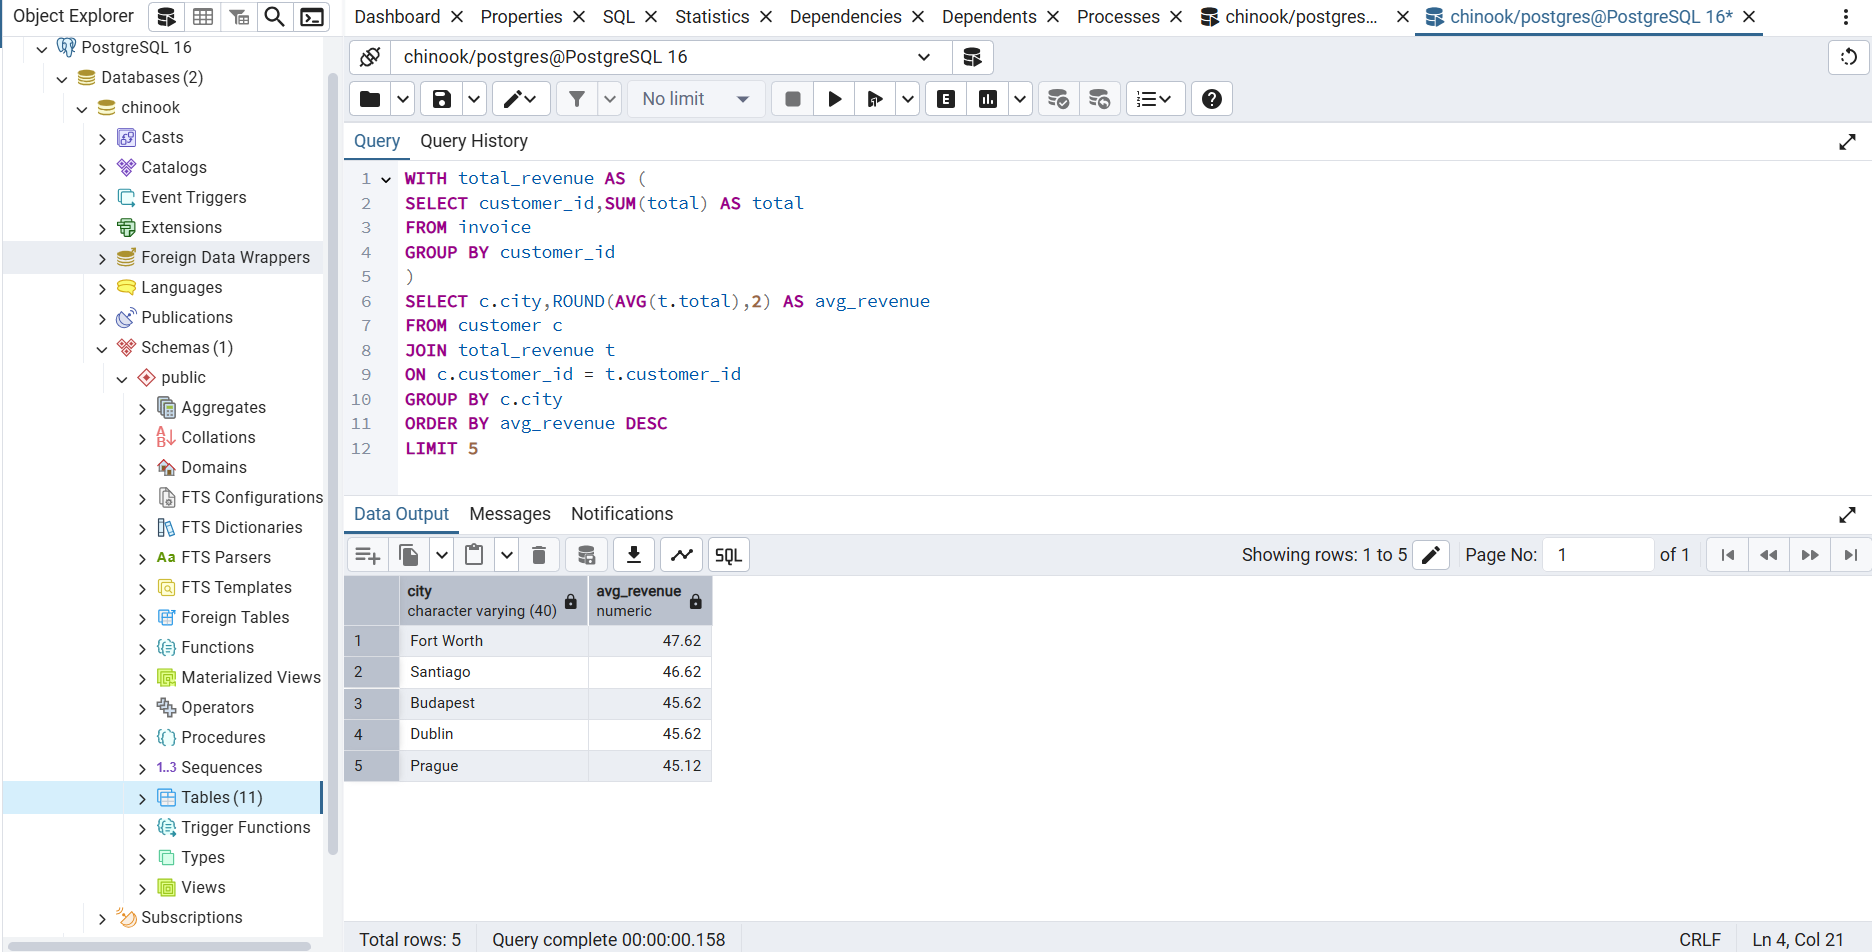 Object Explorer
Dashboard
Properties
SQL
Statistics
Dependencies
Dependents
Processes
chinook/postgres...
chinook/postgres@PostgreSQL 16*
PostgreSQL 16
Databases (2)
chinook
Casts
Catalogs
Event Triggers
Extensions
Foreign Data Wrappers
Languages
Publications
Schemas (1)
public
Aggregates
Collations
Domains
FTS Configurations
FTS Dictionaries
Aa FTS Parsers
FTS Templates
Foreign Tables
Functions
Materialized Views
Operators
Procedures
1..3 Sequences
Tables (11)
Trigger Functions
Types
Views
Subscriptions
chinook/postgres@PostgreSQL 16
No limit
E
Query
Query History
1 WITH total_revenue AS (
2 SELECT customer_id,SUM(total) AS total
3 FROM invoice
4 GROUP BY customer_id
5 )
6 SELECT c.city,ROUND(AVG(t.total),2) AS avg_revenue
7 FROM customer c
8 JOIN total_revenue t
9 ON c.customer_id = t.customer_id
10 GROUP BY c.city
11 ORDER BY avg_revenue DESC
12 LIMIT 5
Data Output
Messages
Notifications
SQL
Showing rows: 1 to 5
Page No: 1 of 1
city
character varying (40)
avg_revenue
numeric
1 Fort Worth 47.62
2 Santiago 46.62
3 Budapest 45.62
4 Dublin 45.62
5 Prague 45.12
Total rows: 5
Query complete 00:00:00.158
CRLF
Ln 4, Col 21